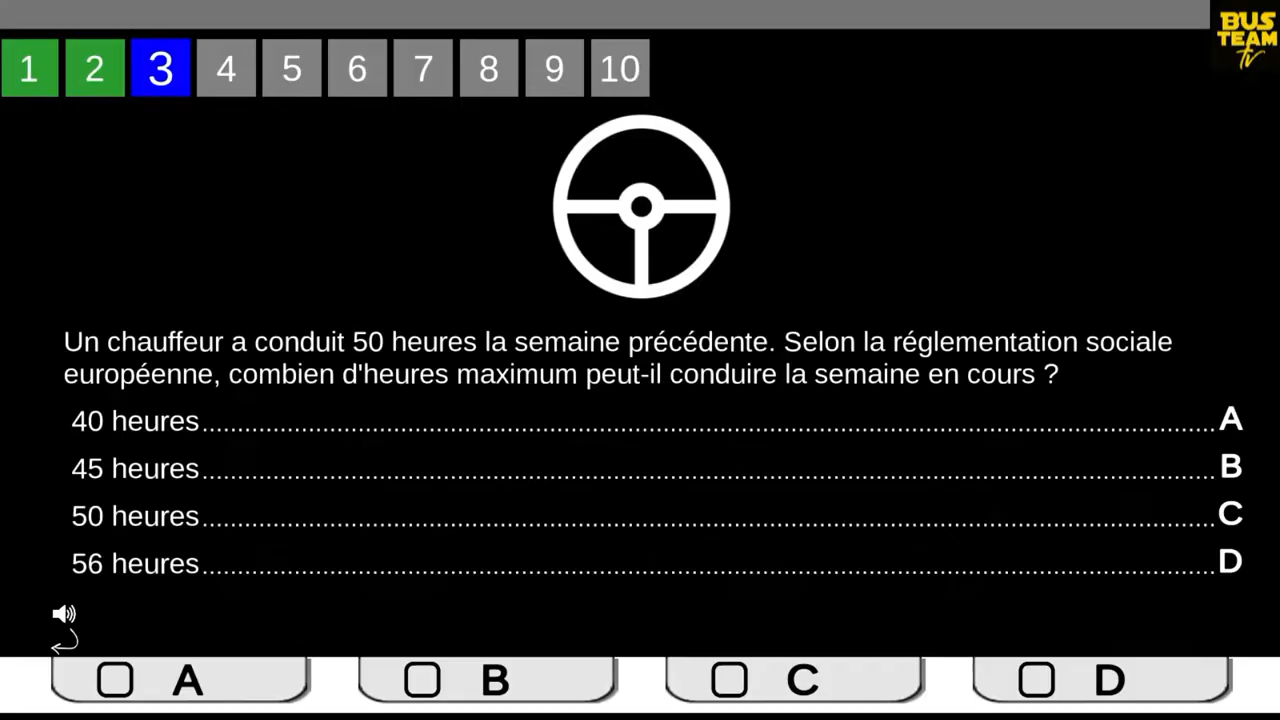 BUS
TEAM
tv
1 2 3 4 5 6 7 8 9 10
Un chauffeur a conduit 50 heures la semaine précédente. Selon la réglementation sociale
européenne, combien d'heures maximum peut-il conduire la semaine en cours ?
40 heures A
45 heures B
50 heures C
56 heures D
A B C D